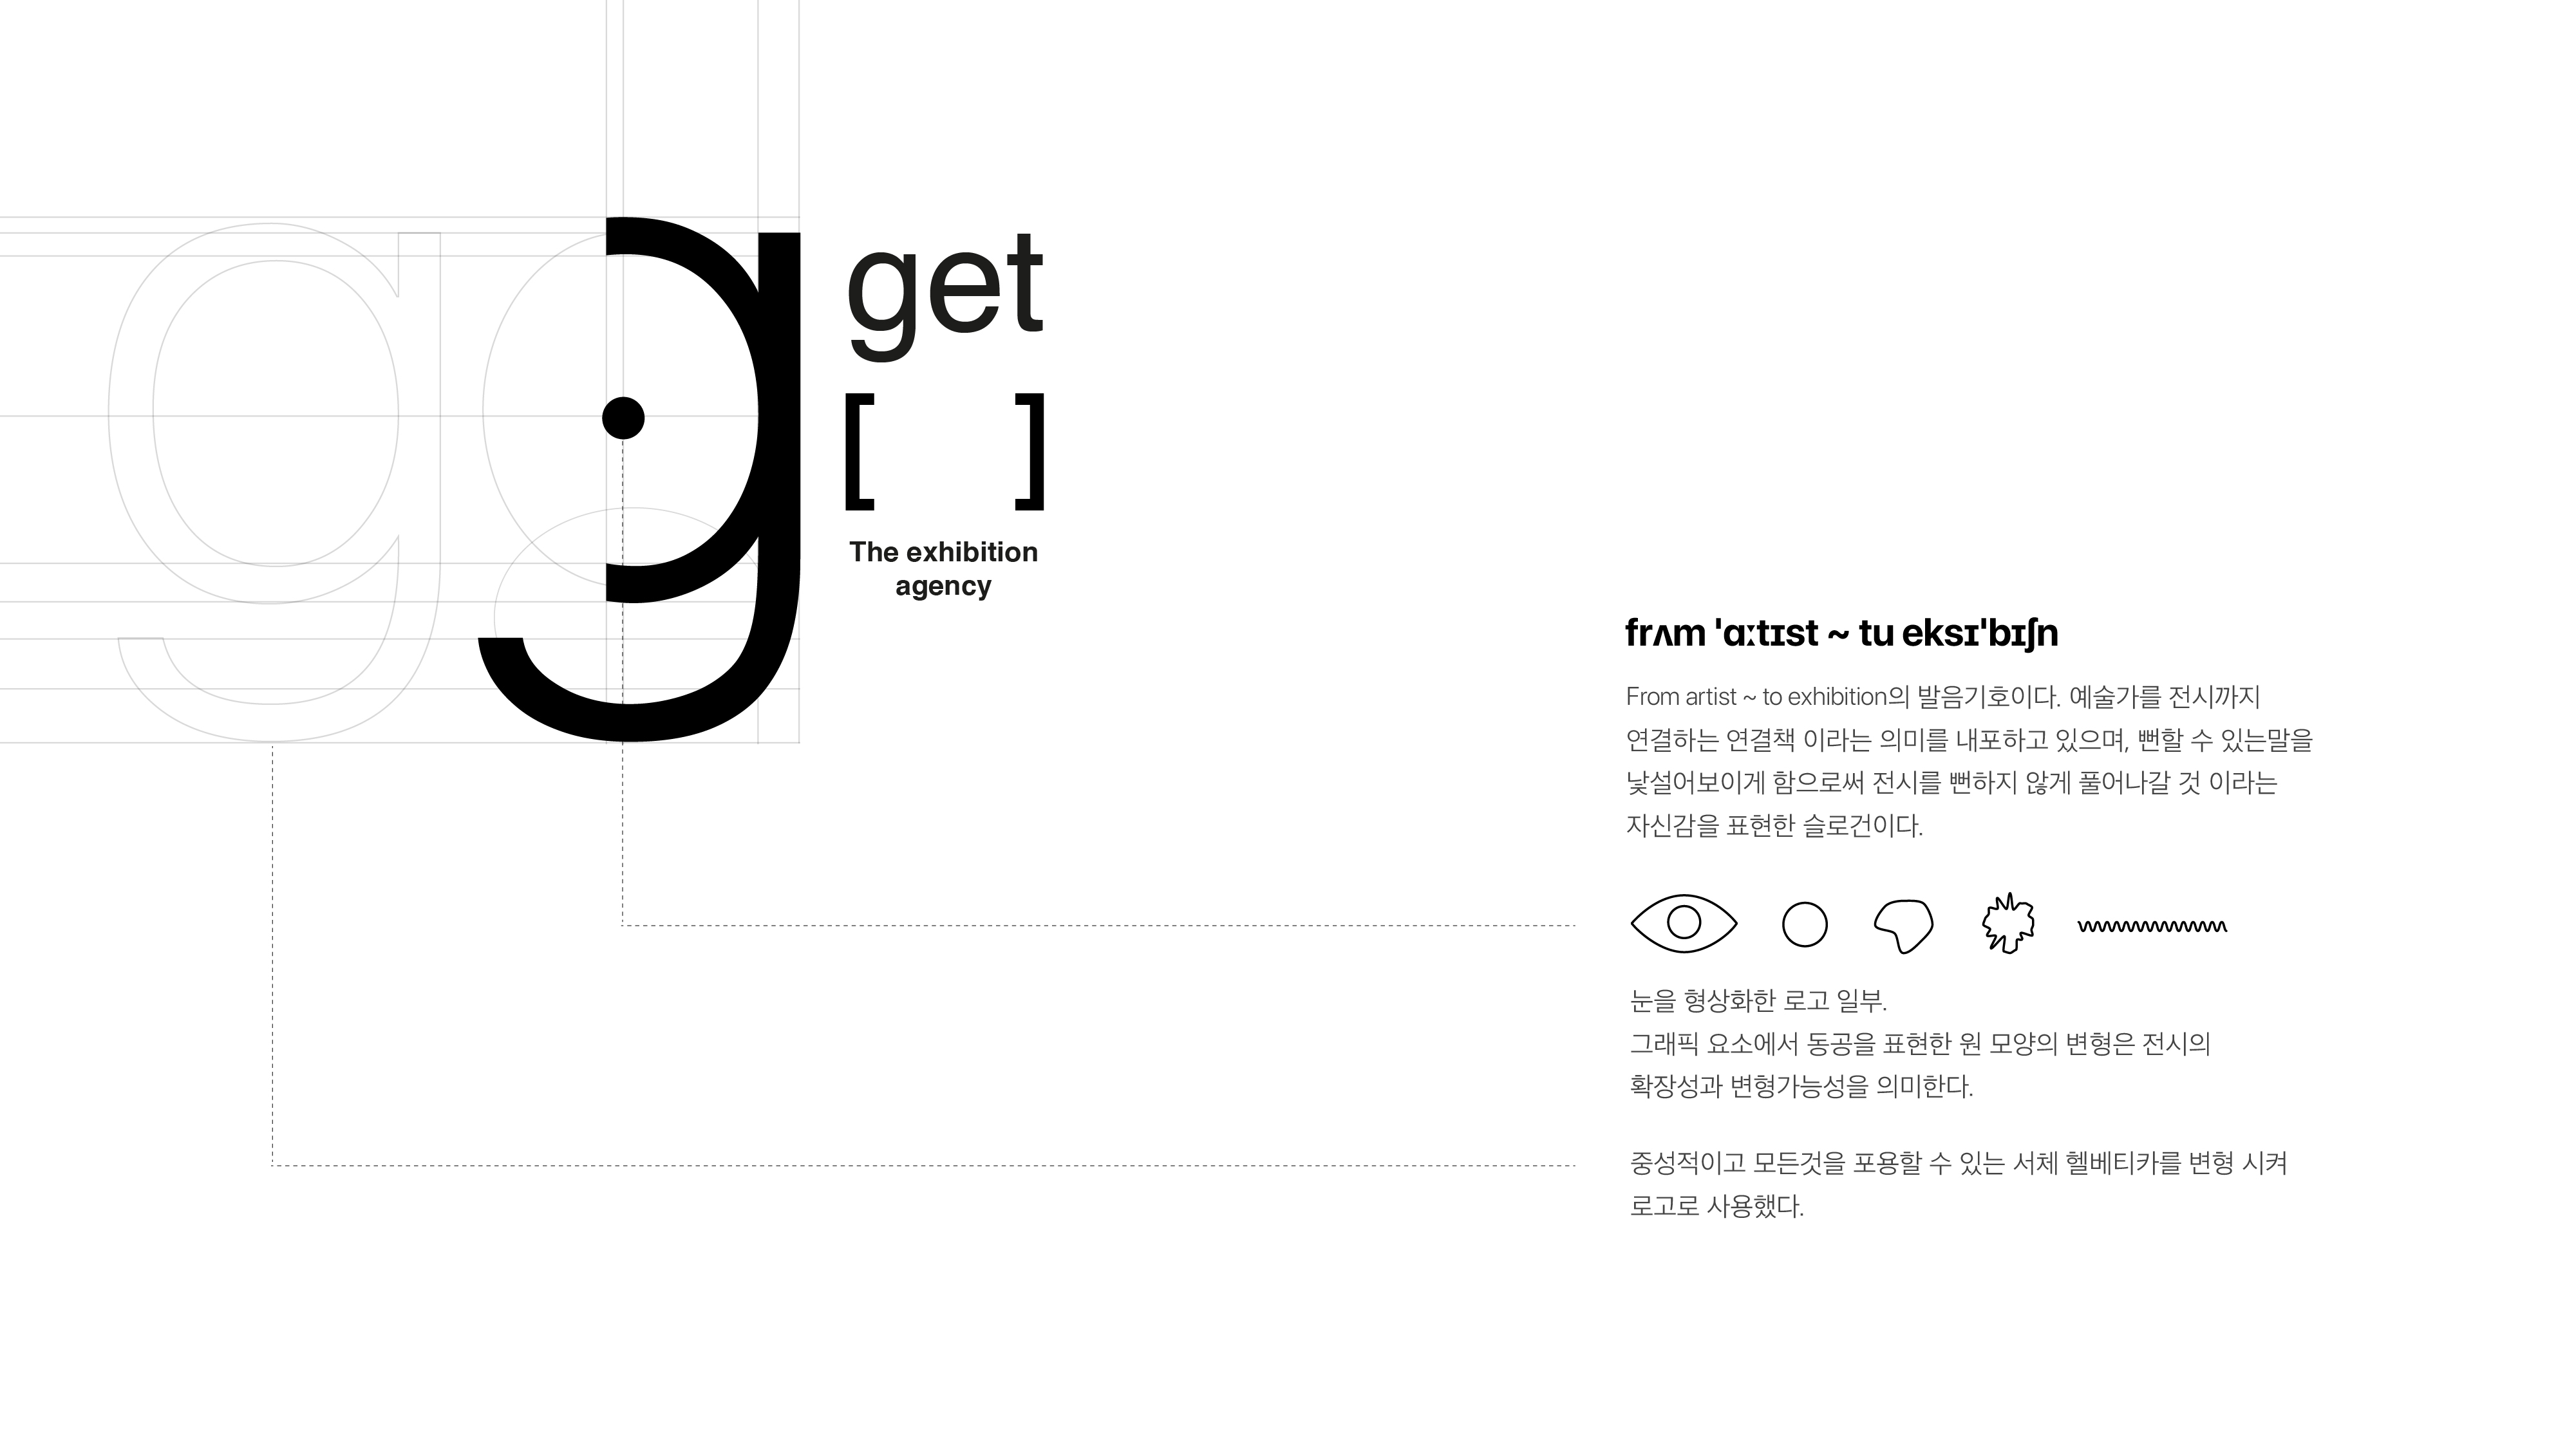 g
get
[ ]
The exhibition
agency
frʌm 'ɑːtɪst ~ tu eksɪ'bɪʃn
From artist ~ to exhibition의 발음기호이다. 예술가를 전시까지
연결하는 연결책 이라는 의미를 내포하고 있으며, 뻔할 수 있는말을
낯설어보이게 함으로써 전시를 뻔하지 않게 풀어나갈 것 이라는
자신감을 표현한 슬로건이다.
눈을 형상화한 로고 일부.
그래픽 요소에서 동공을 표현한 원 모양의 변형은 전시의
확장성과 변형가능성을 의미한다.
중성적이고 모든것을 포용할 수 있는 서체 헬베티카를 변형 시켜
로고로 사용했다.